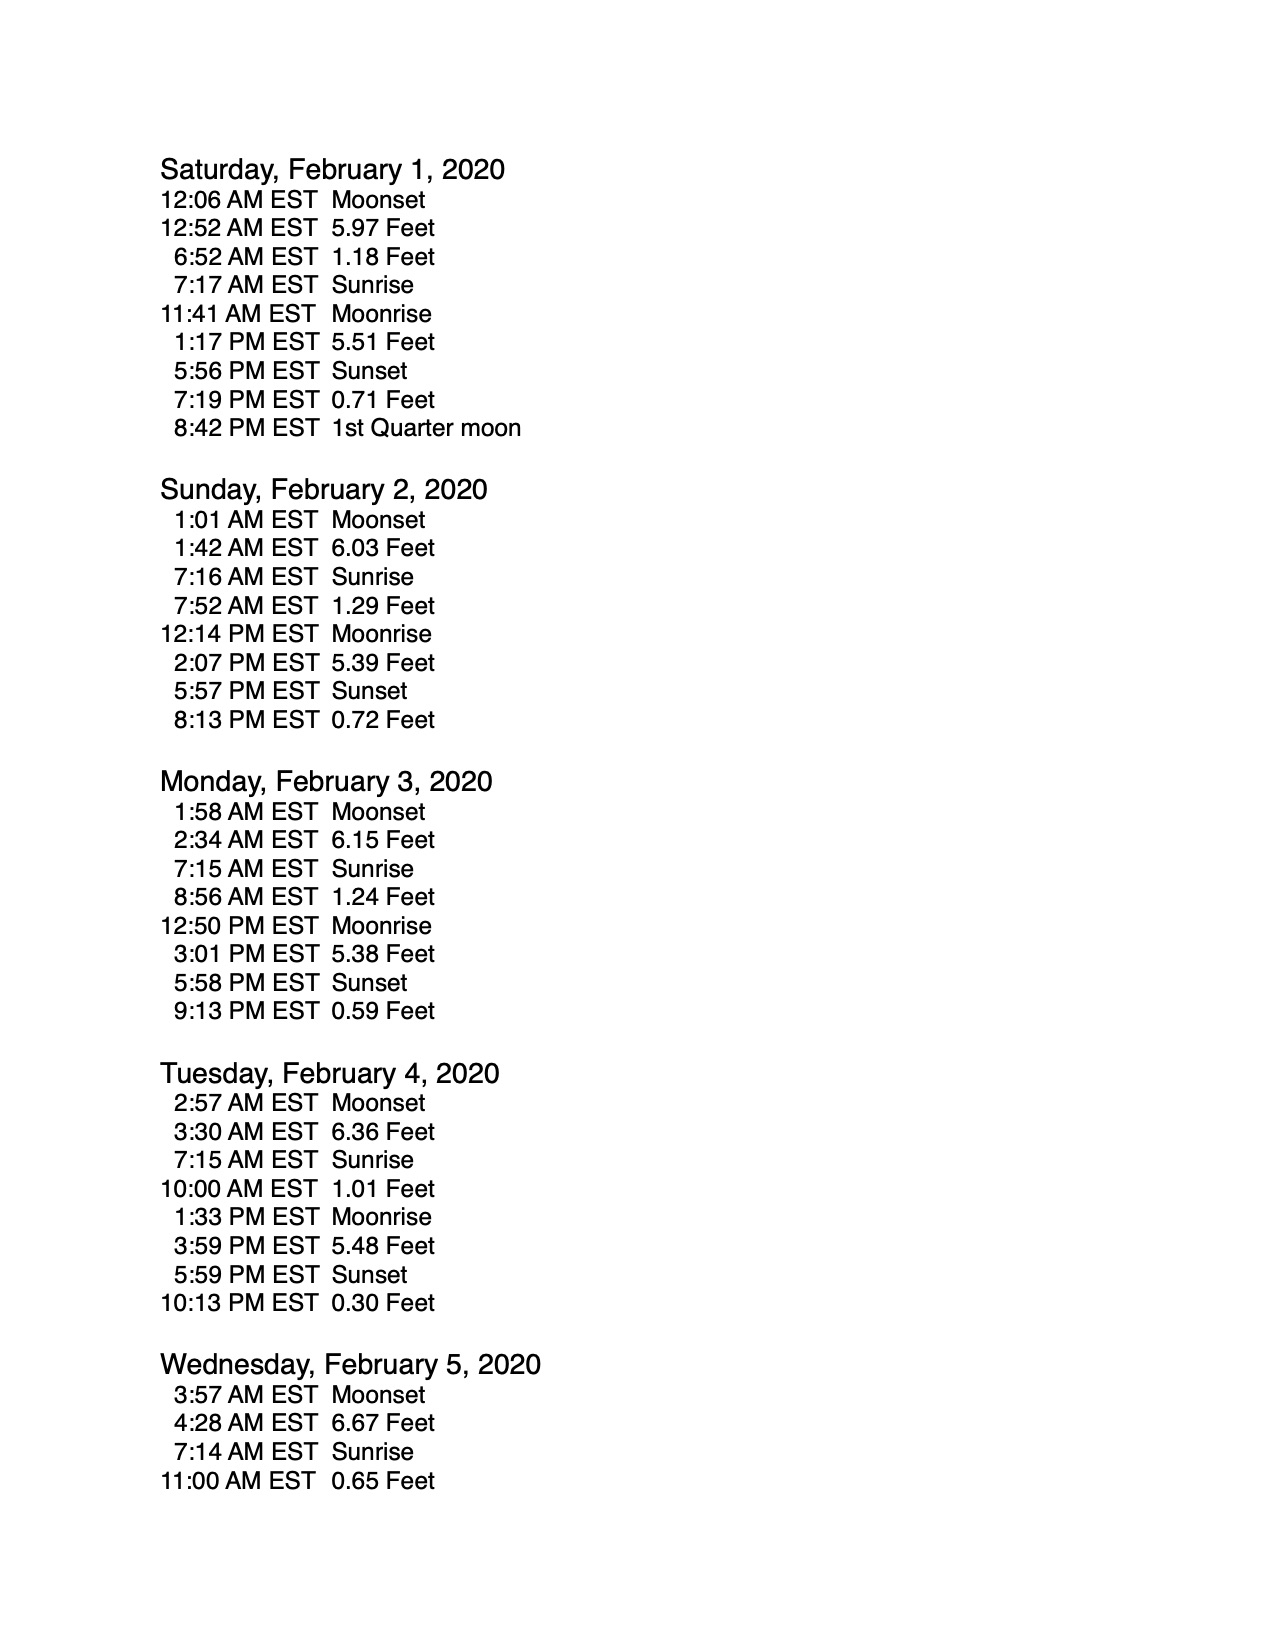 Saturday, February 1, 2020
12:06 AM EST Moonset
12:52 AM EST 5.97 Feet
6:52 AM EST 1.18 Feet
7:17 AM EST Sunrise
11:41 AM EST Moonrise
1:17 PM EST 5.51 Feet
5:56 PM EST Sunset
7:19 PM EST 0.71 Feet
8:42 PM EST 1st Quarter moon
Sunday, February 2, 2020
1:01 AM EST Moonset
1:42 AM EST 6.03 Feet
7:16 AM EST Sunrise
7:52 AM EST 1.29 Feet
12:14 PM EST Moonrise
2:07 PM EST 5.39 Feet
5:57 PM EST Sunset
8:13 PM EST 0.72 Feet
Monday, February 3, 2020
1:58 AM EST Moonset
2:34 AM EST 6.15 Feet
7:15 AM EST Sunrise
8:56 AM EST 1.24 Feet
12:50 PM EST Moonrise
3:01 PM EST 5.38 Feet
5:58 PM EST Sunset
9:13 PM EST 0.59 Feet
Tuesday, February 4, 2020
2:57 AM EST Moonset
3:30 AM EST 6.36 Feet
7:15 AM EST Sunrise
10:00 AM EST 1.01 Feet
1:33 PM EST Moonrise
3:59 PM EST 5.48 Feet
5:59 PM EST Sunset
10:13 PM EST 0.30 Feet
Wednesday, February 5, 2020
3:57 AM EST Moonset
4:28 AM EST 6.67 Feet
7:14 AM EST Sunrise
11:00 AM EST 0.65 Feet